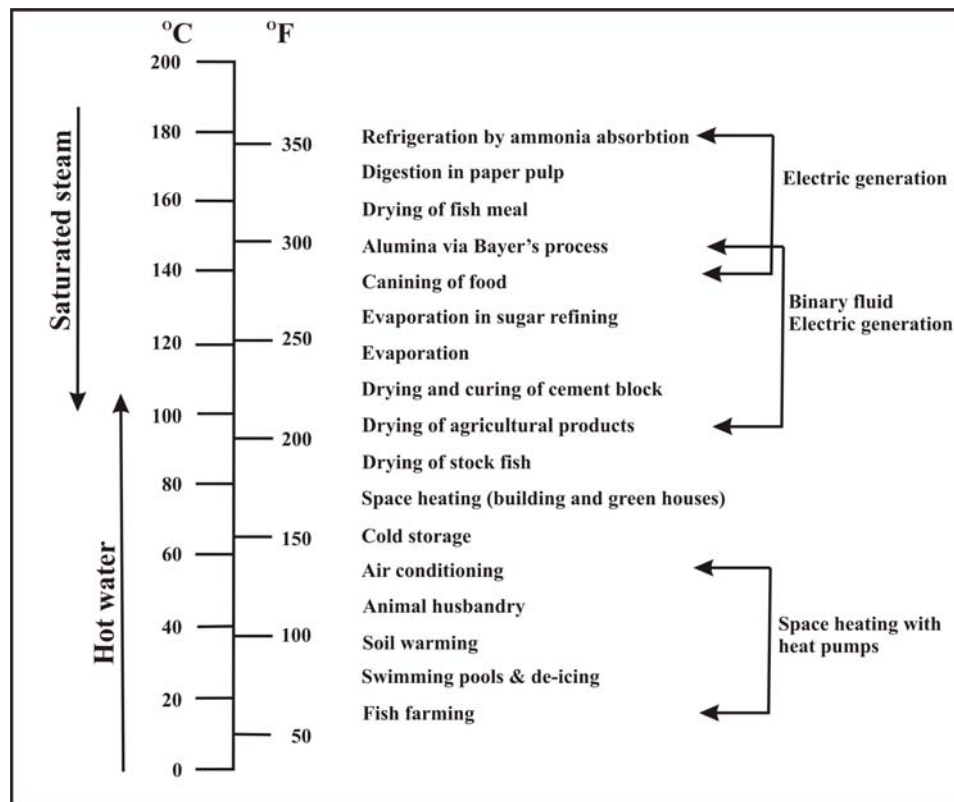 °C
°F
200
180
160
140
120
100
80
60
40
20
0
350
300
250
200
150
100
50
Saturated steam
Hot water
Refrigeration by ammonia absorbtion
Digestion in paper pulp
Drying of fish meal
Alumina via Bayer's process
Canining of food
Evaporation in sugar refining
Evaporation
Drying and curing of cement block
Drying of agricultural products
Drying of stock fish
Space heating (building and green houses)
Cold storage
Air conditioning
Animal husbandry
Soil warming
Swimming pools & de-icing
Fish farming
Electric generation
Binary fluid
Electric generation
Space heating with
heat pumps